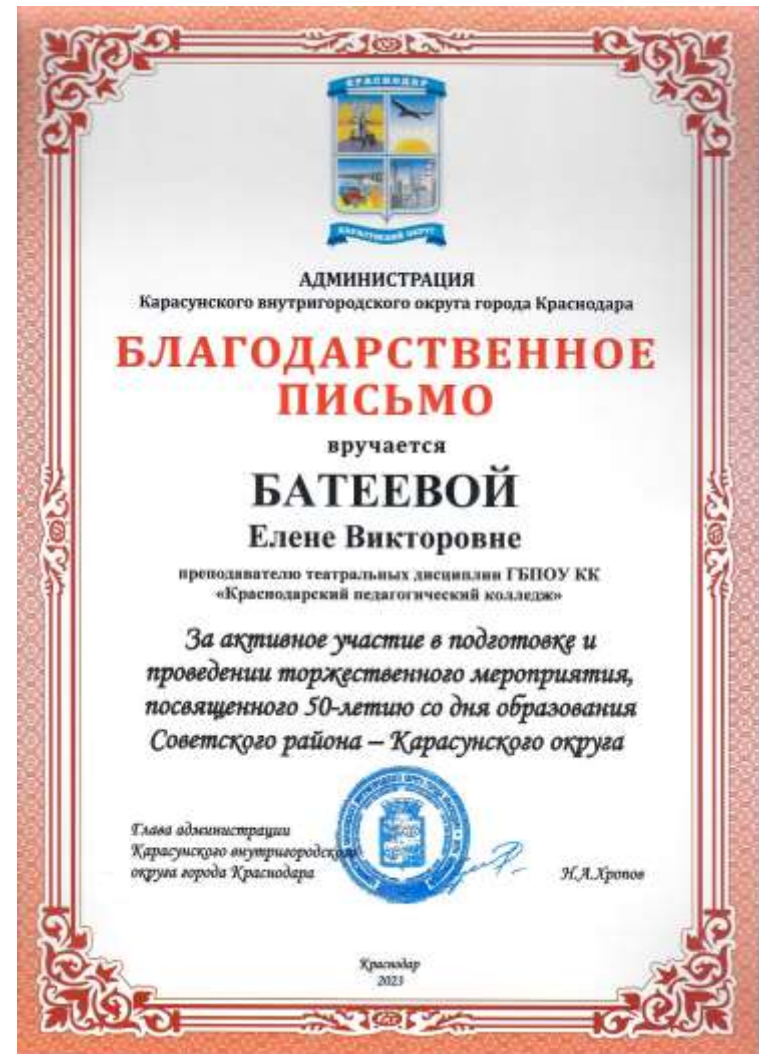 КРАСНОДАР
КАРАСУНСКИЙ ОКРУГ
АДМИНИСТРАЦИЯ
Карасунского внутригородского округа города Краснодара
БЛАГОДАРСТВЕННОЕ
ПИСЬМО
вручается
БАТЕЕВОЙ
Елене Викторовне
преподавателю театральных дисциплин ГБПОУ КК
«Краснодарский педагогический колледж»
За активное участие в подготовке и
проведении торжественного мероприятия,
посвященного 50-летию со дня образования
Советского района – Карасунского округа
Глава администрации
Карасунского внутригородского
округа города Краснодара
Н.А.Хропов
Краснодар
2023